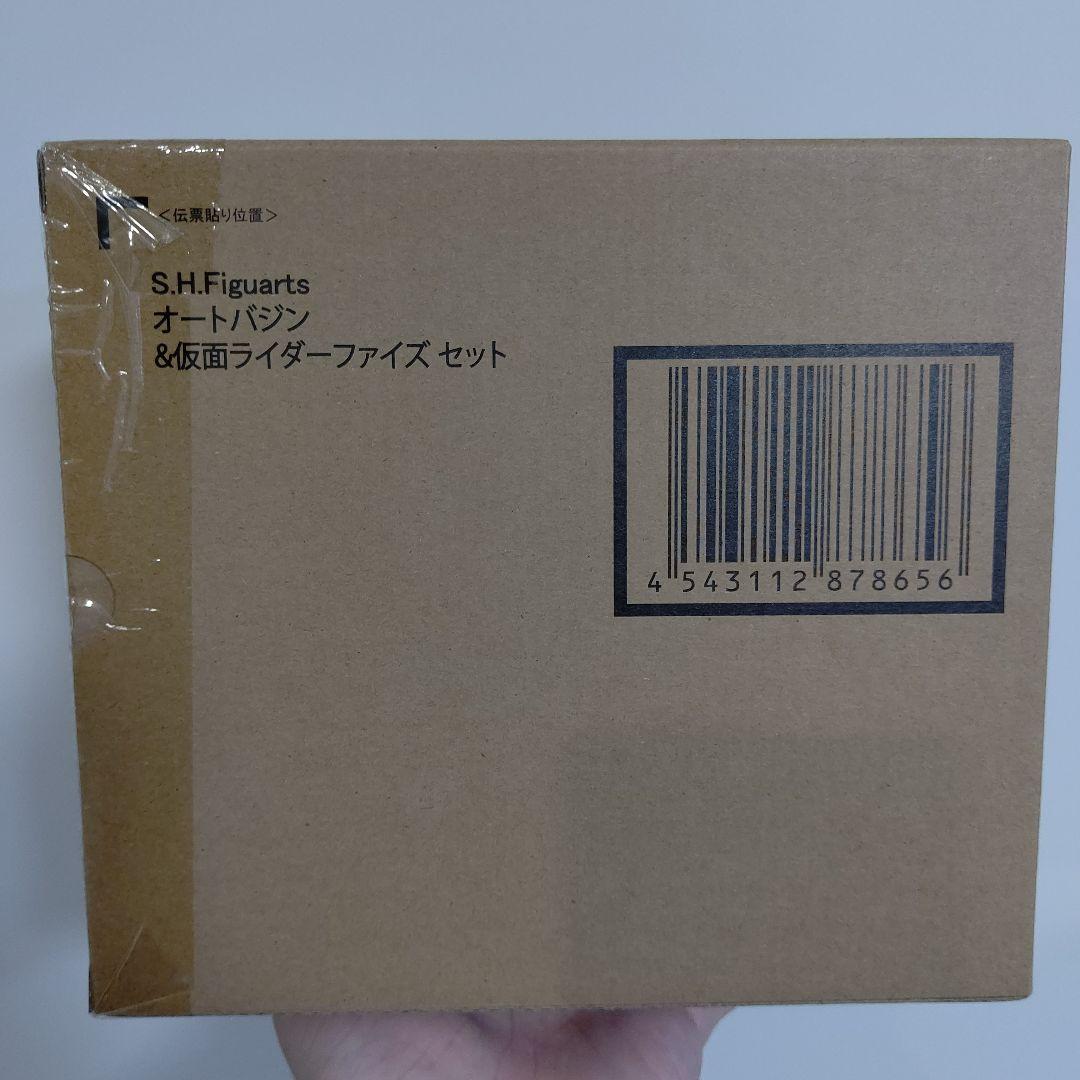 <伝票貼り位置>
S.H.Figuarts
オートバジン
&仮面ライダーファイズ セット
4 543112 878656